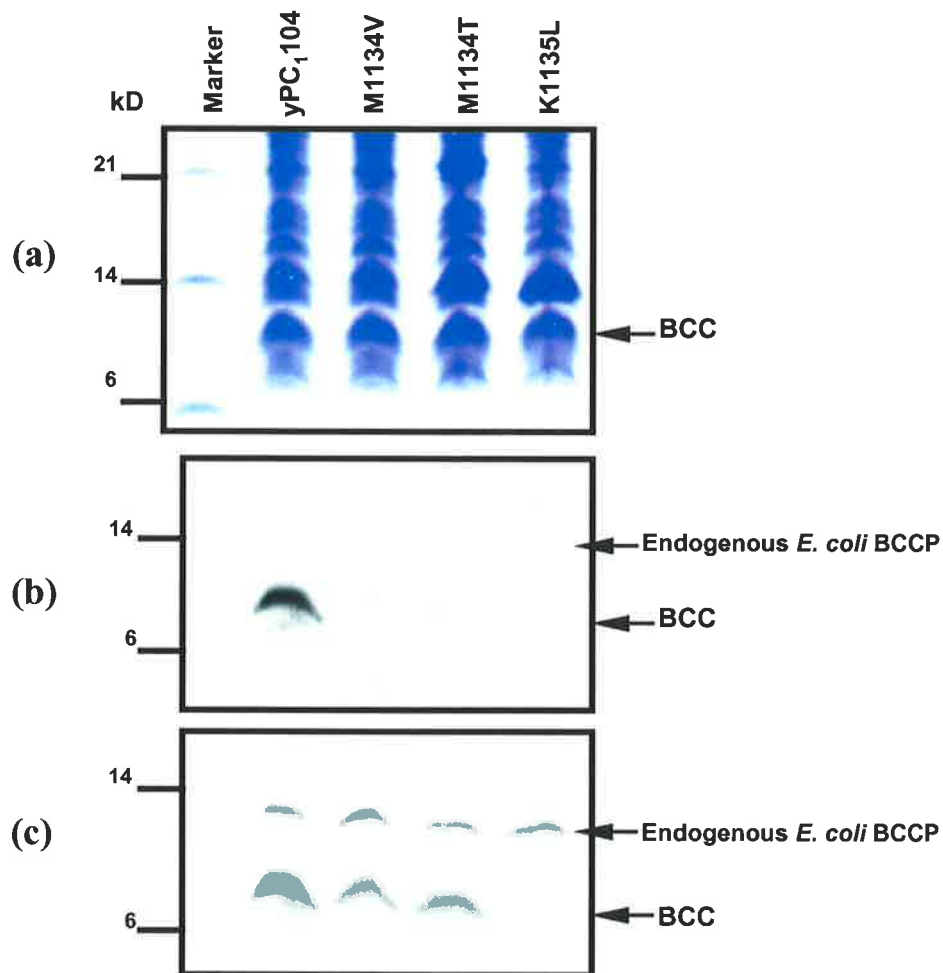 kD
Marker
yPC₁104
M1134V
M1134T
K1135L
(a)
21
14
6
BCC
(b)
14
6
Endogenous E. coli BCCP
BCC
(c)
14
6
Endogenous E. coli BCCP
BCC